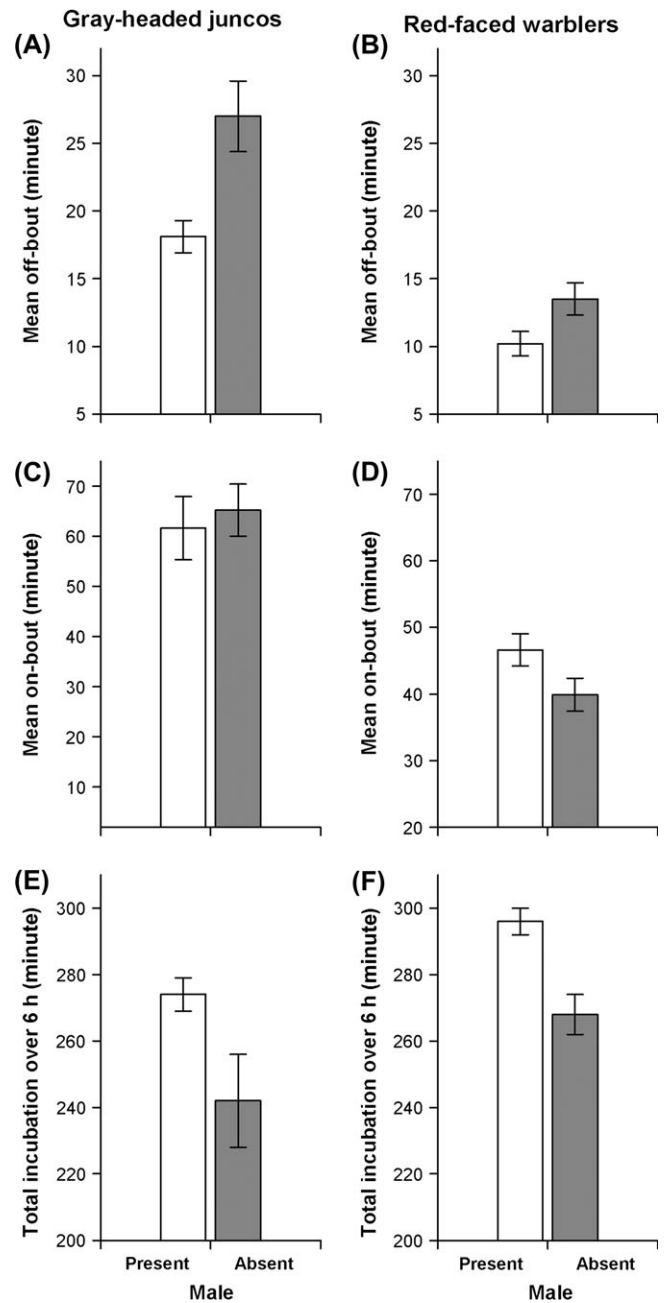 Gray-headed juncos
Red-faced warblers
(A)
Mean off-bout (minute)
30
25
20
15
10
5
(B)
Mean off-bout (minute)
30
25
20
15
10
5
(C)
Mean on-bout (minute)
70
60
50
40
30
20
10
(D)
Mean on-bout (minute)
70
60
50
40
30
20
(E)
Total incubation over 6 h (minute)
300
280
260
240
220
200
Present
Absent
Male
(F)
Total incubation over 6 h (minute)
300
280
260
240
220
200
Present
Absent
Male